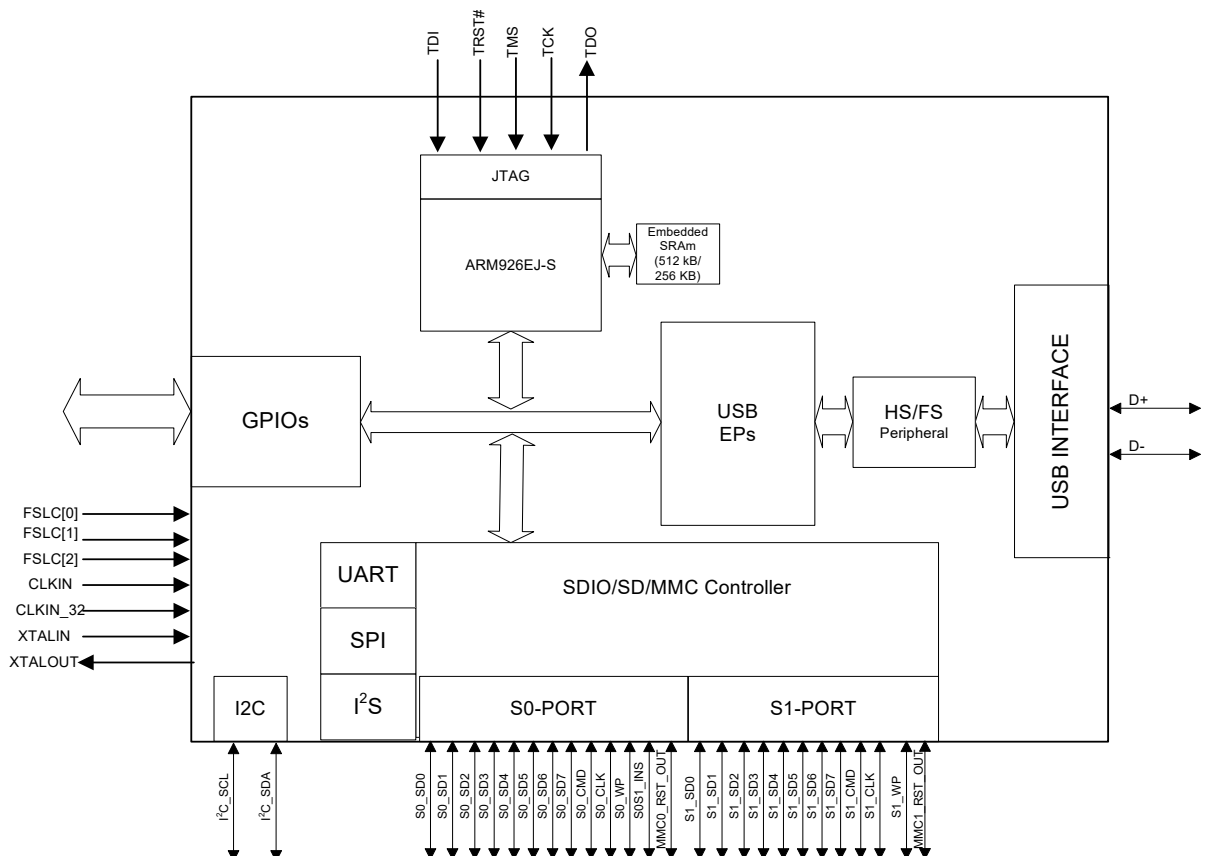 TDI
TRST#
TMS
TCK
TDO
JTAG
ARM926EJ-S
Embedded
SRAm
(512 kB/
256 KB)
GPIOs
USB
EPs
HS/FS
Peripheral
USB INTERFACE
D+
D-
FSLC[0]
FSLC[1]
FSLC[2]
CLKIN
CLKIN_32
XTALIN
XTALOUT
UART
SDIO/SD/MMC Controller
SPI
I2C
I²S
S0-PORT
S1-PORT
I²C_SCL
I²C_SDA
S0_SD0
S0_SD1
S0_SD2
S0_SD3
S0_SD4
S0_SD5
S0_SD6
S0_SD7
S0_CMD
S0_CLK
S0_WP
S0S1_INS
MMC0_RST_OUT
S1_SD0
S1_SD1
S1_SD2
S1_SD3
S1_SD4
S1_SD5
S1_SD6
S1_SD7
S1_CMD
S1_CLK
S1_WP
MMC1_RST_OUT